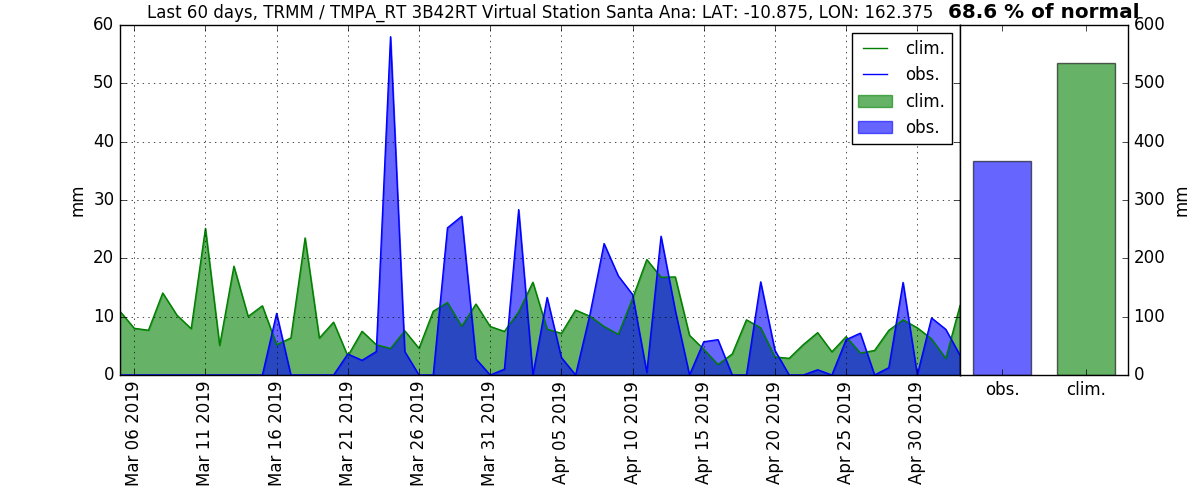 Last 60 days, TRMM / TMPA_RT 3B42RT Virtual Station Santa Ana: LAT: -10.875, LON: 162.375
68.6 % of normal
60
50
40
30
20
10
0
mm
clim.
obs.
clim.
obs.
600
500
400
300
200
100
0
mm
Mar 06 2019
Mar 11 2019
Mar 16 2019
Mar 21 2019
Mar 26 2019
Mar 31 2019
Apr 05 2019
Apr 10 2019
Apr 15 2019
Apr 20 2019
Apr 25 2019
Apr 30 2019
obs.
clim.